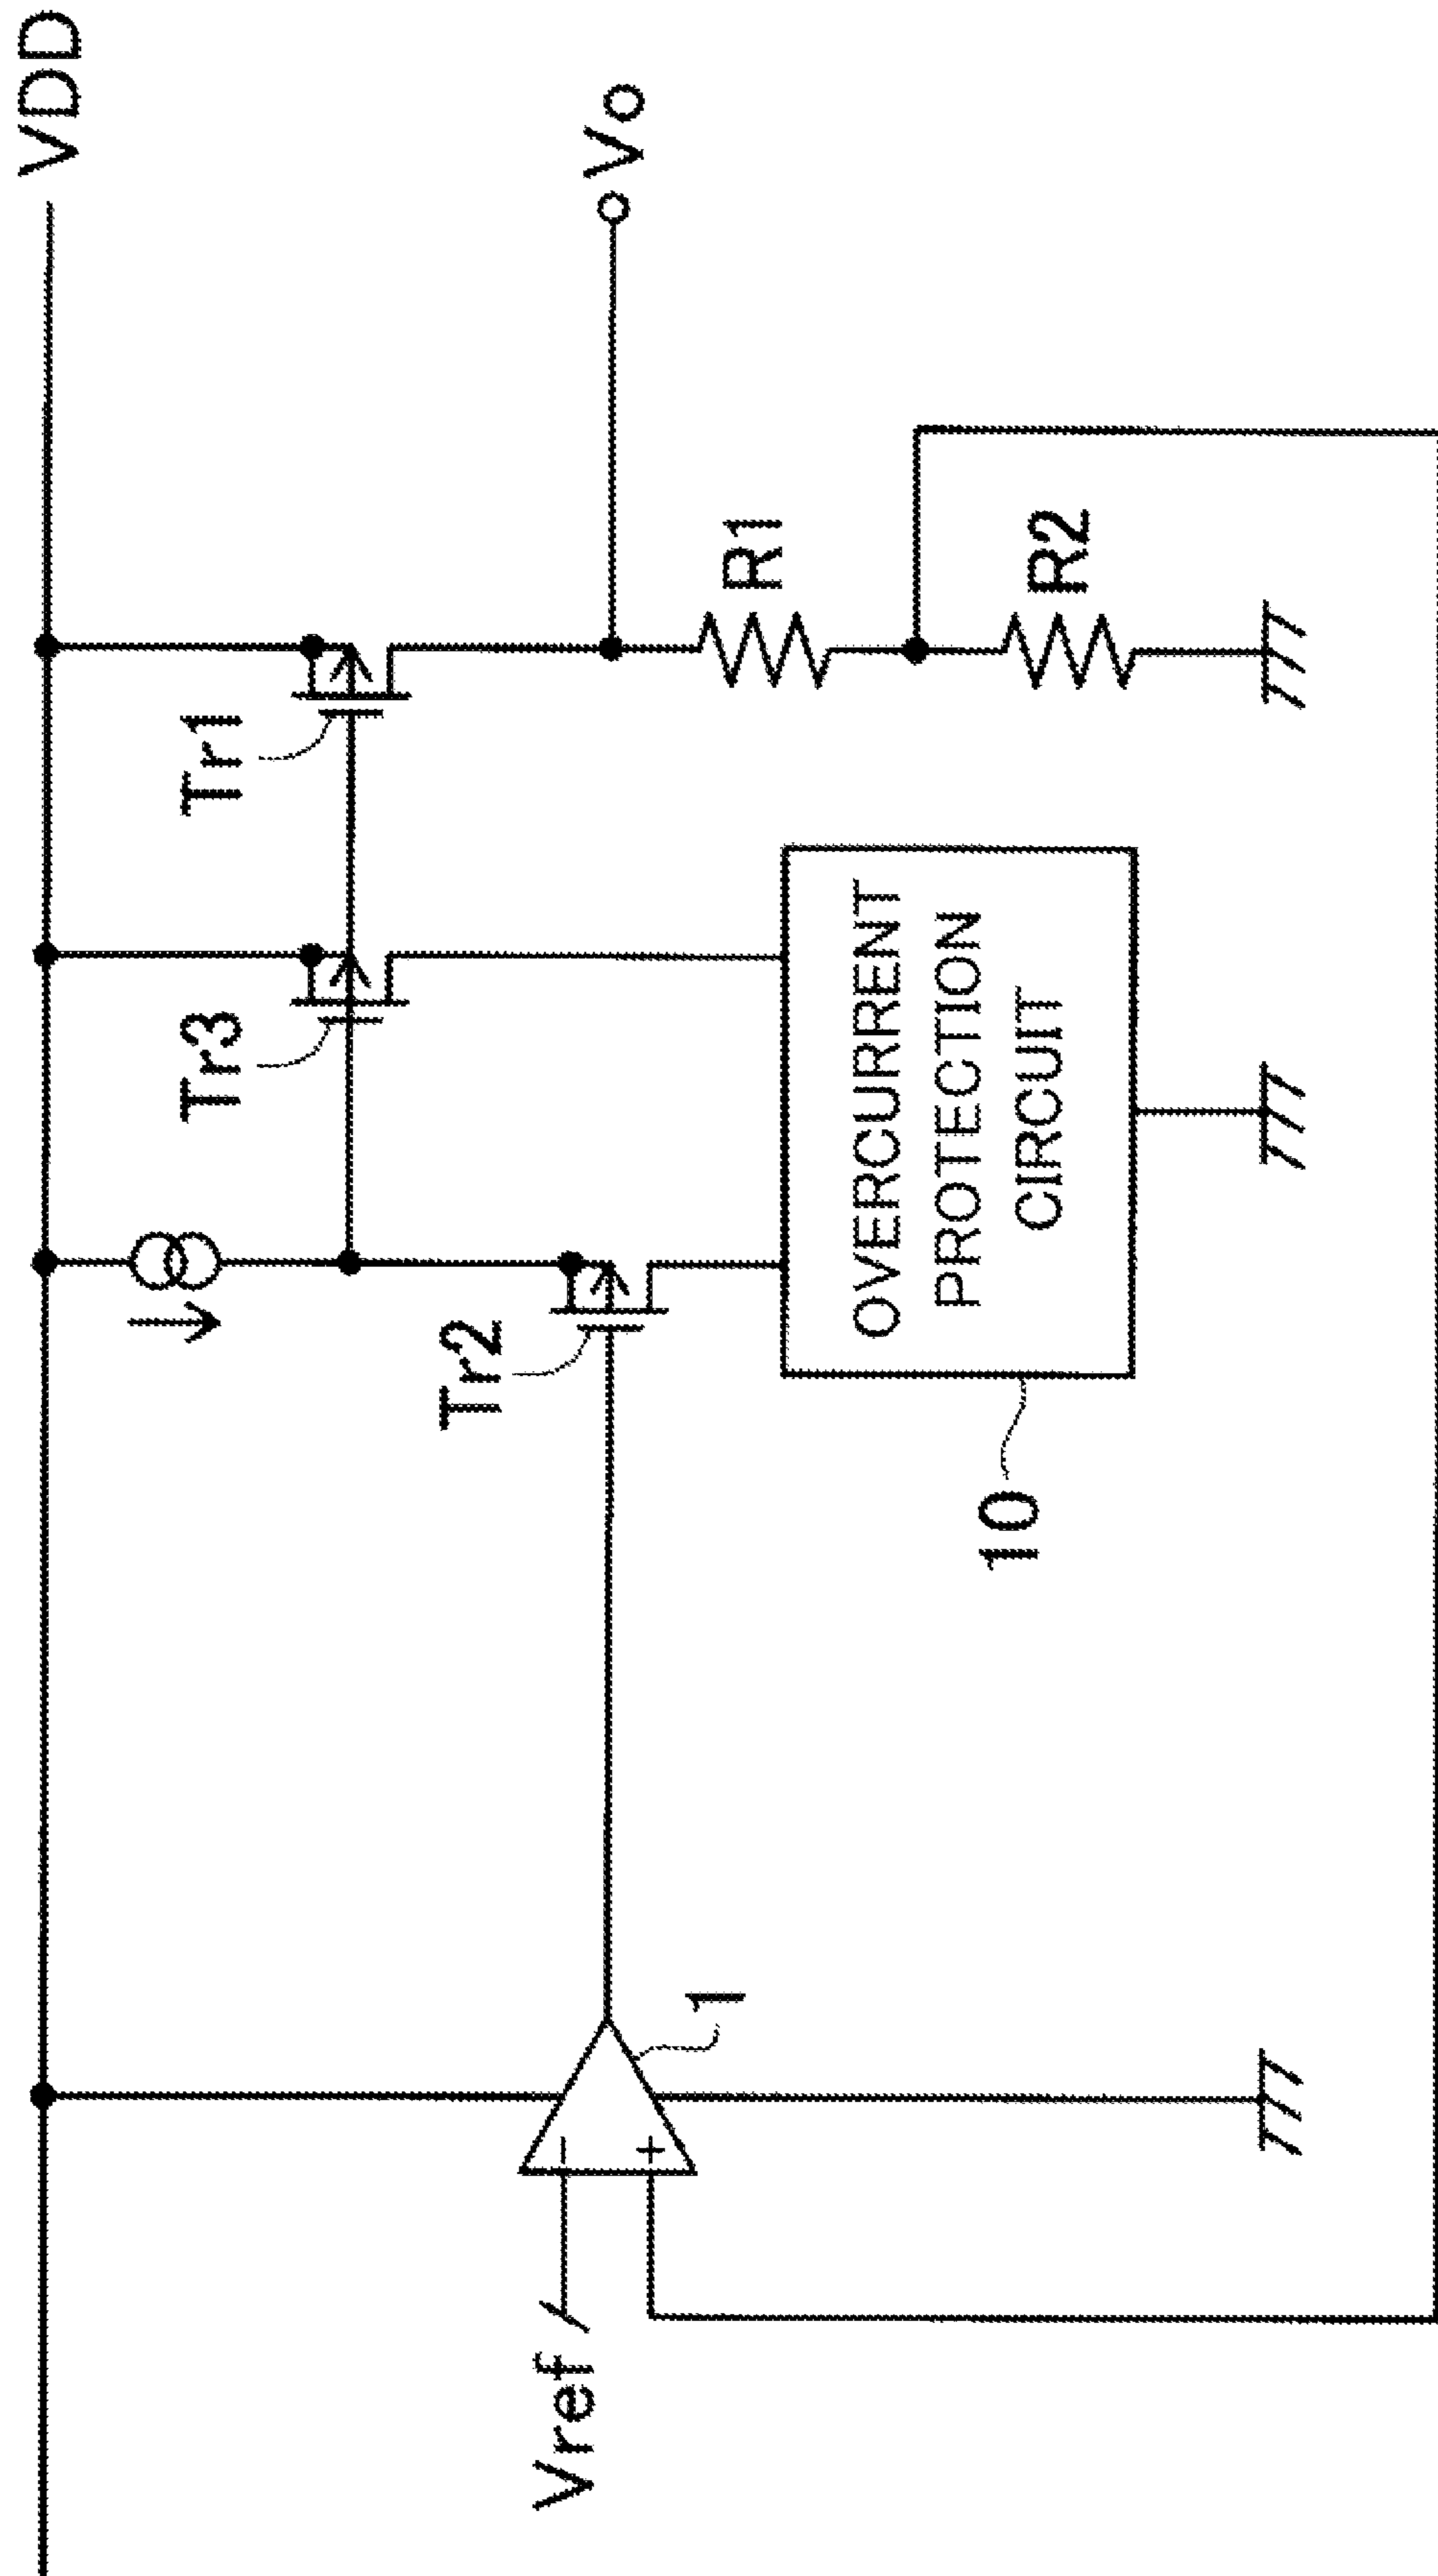 VDD
Tr1
Tr3
Tr2
Vo
R1
R2
OVERCURRENT
PROTECTION
CIRCUIT
10
1
-
+
Vref